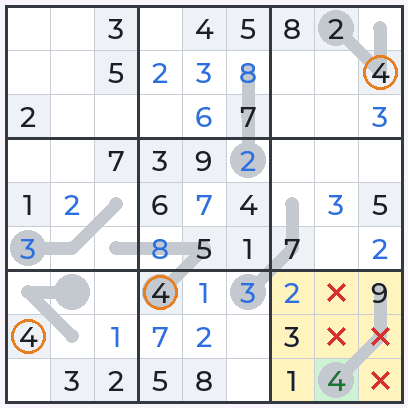 3 4 5 8 2
5 2 3 8 4
2 6 7 3
7 3 9 2
1 2 6 7 4 3 5
3 8 5 1 7 2
4 1 3 2 × 9
4 1 7 2 3 × ×
3 2 5 8 1 4 ×